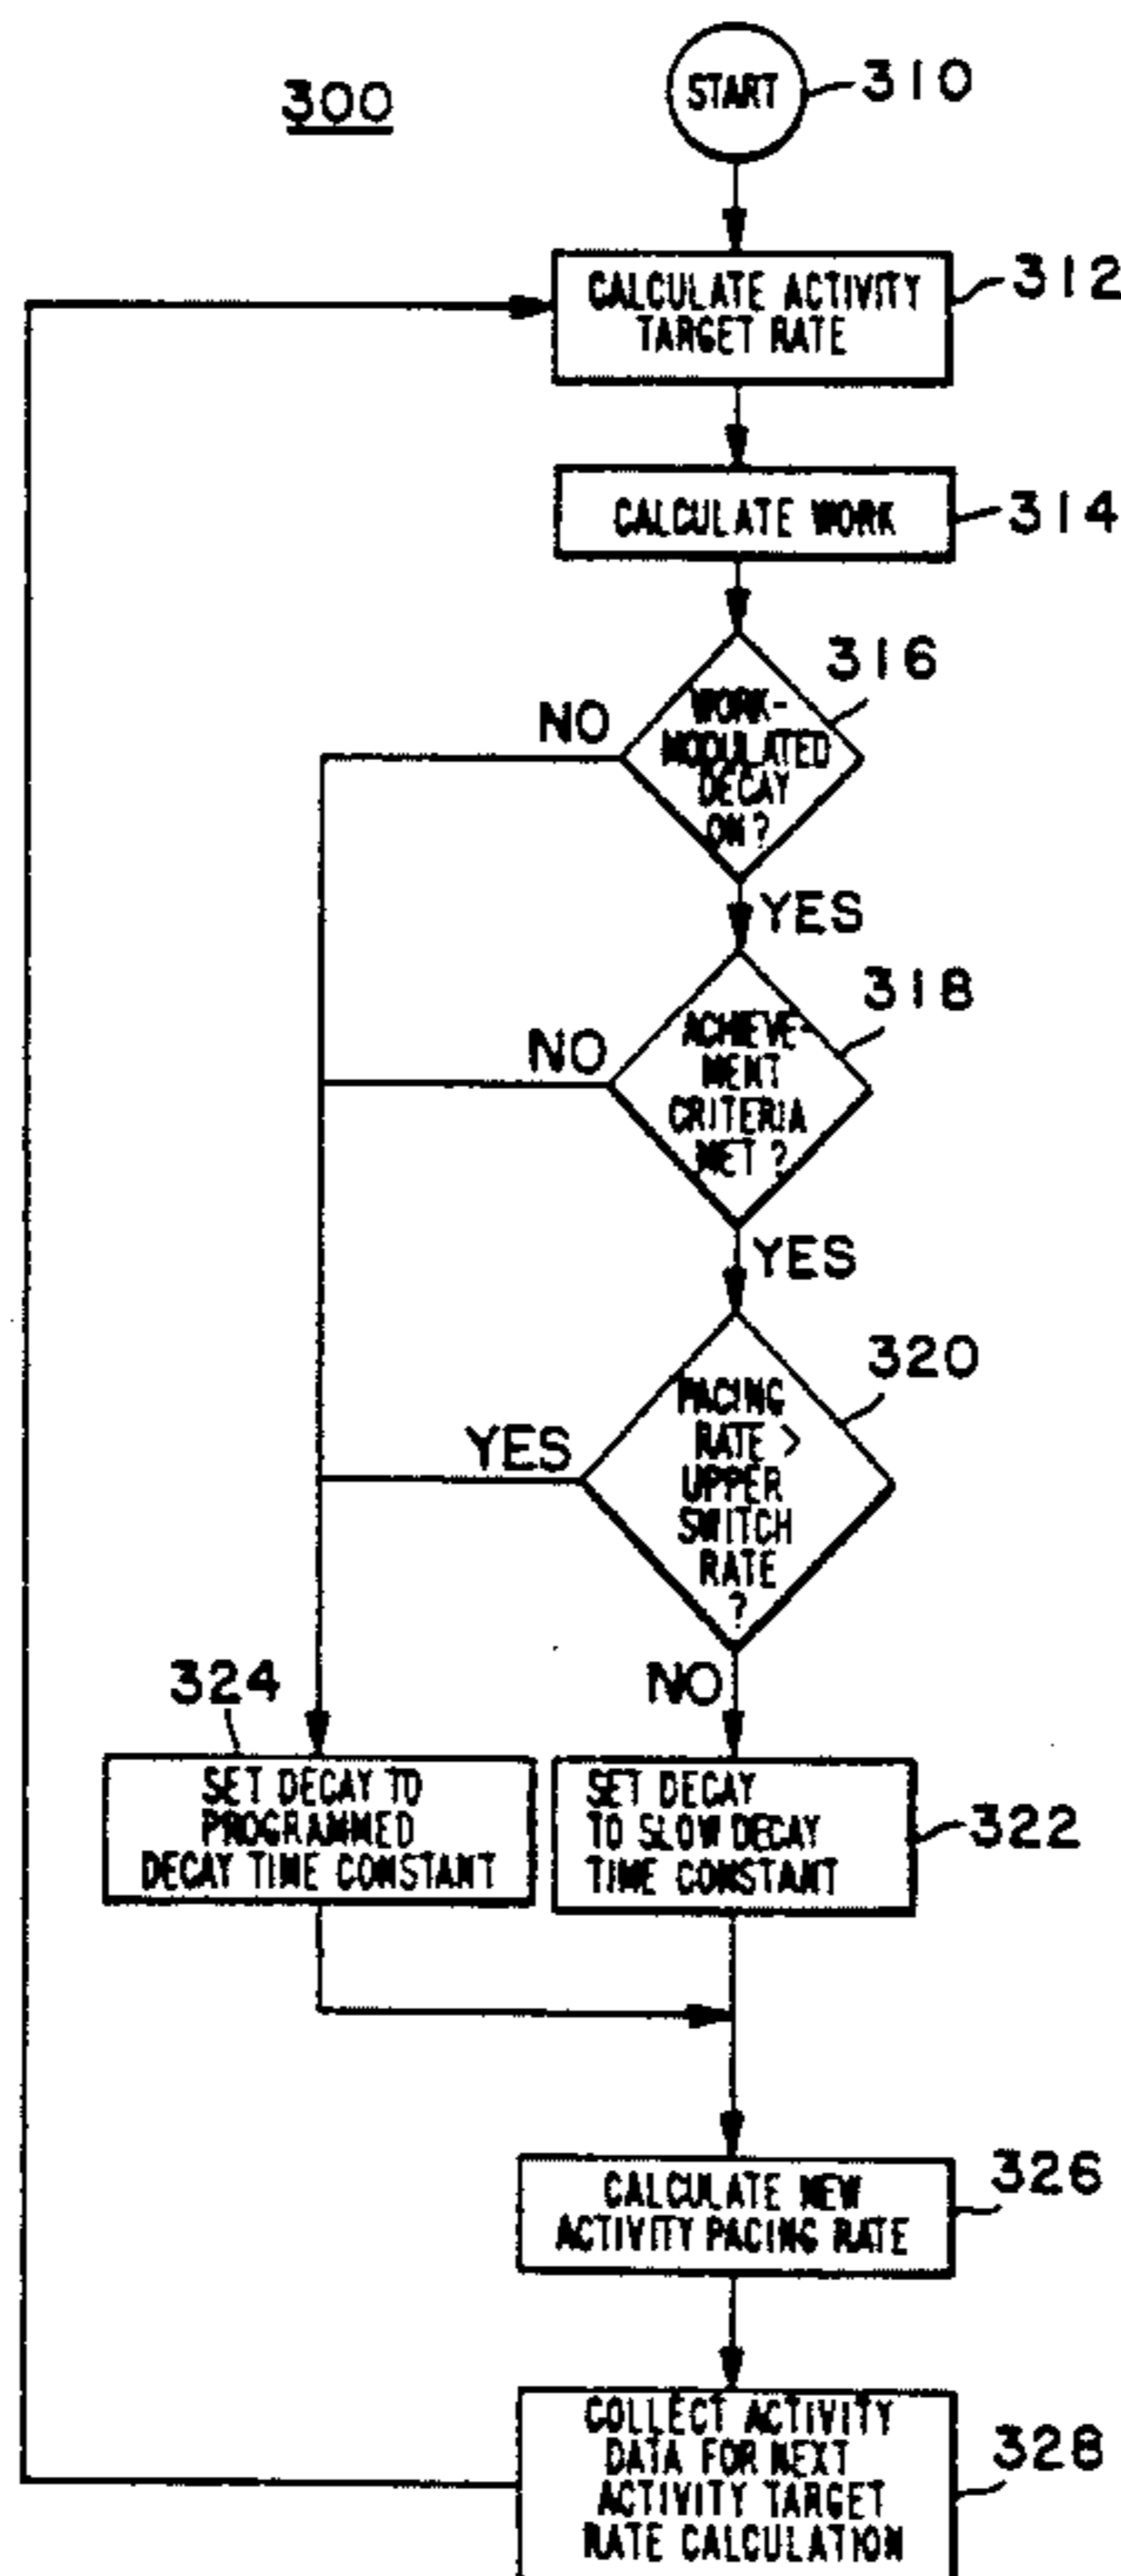 300
START
310
CALCULATE ACTIVITY
TARGET RATE
312
CALCULATE WORK
314
316
NO
WORK-
MODULATED
DECAY
ON?
YES
318
NO
ACHIEVE-
MENT
CRITERIA
MET ?
YES
320
YES
PACING
RATE >
UPPER
SWITCH
RATE
?
NO
324
SET DECAY TO
PROGRAMMED
DECAY TIME CONSTANT
SET DECAY
TO SLOW DECAY
TIME CONSTANT
322
CALCULATE NEW
ACTIVITY PACING RATE
326
COLLECT ACTIVITY
DATA FOR NEXT
ACTIVITY TARGET
RATE CALCULATION
328